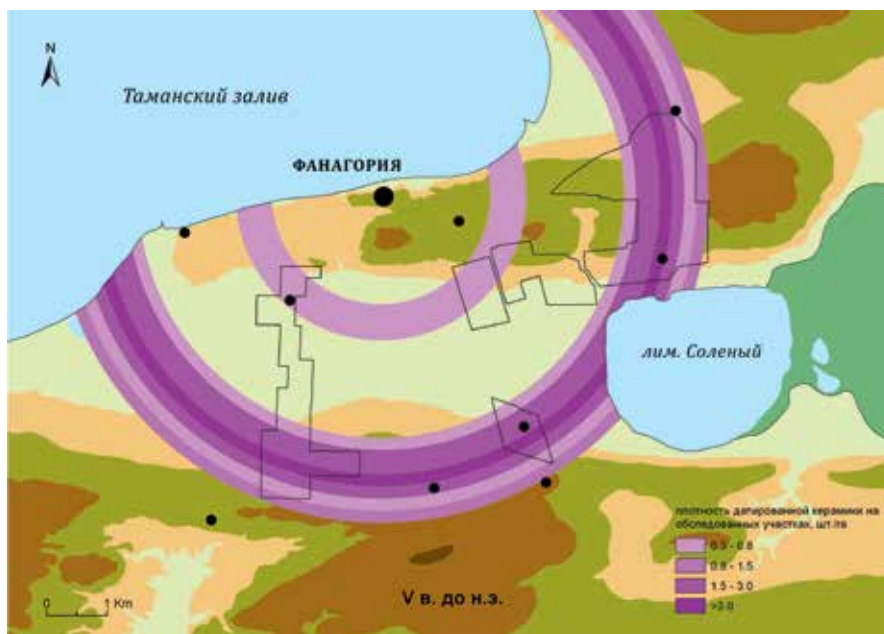 N
Таманский залив
ФАНАГОРИЯ
лим. Соленый
плотность датированной керамики на
обследованных участках, шт./га
0.3 - 0.8
0.8 - 1.5
1.5 - 3.0
>3.0
V в. до н.э.
0 1 Km